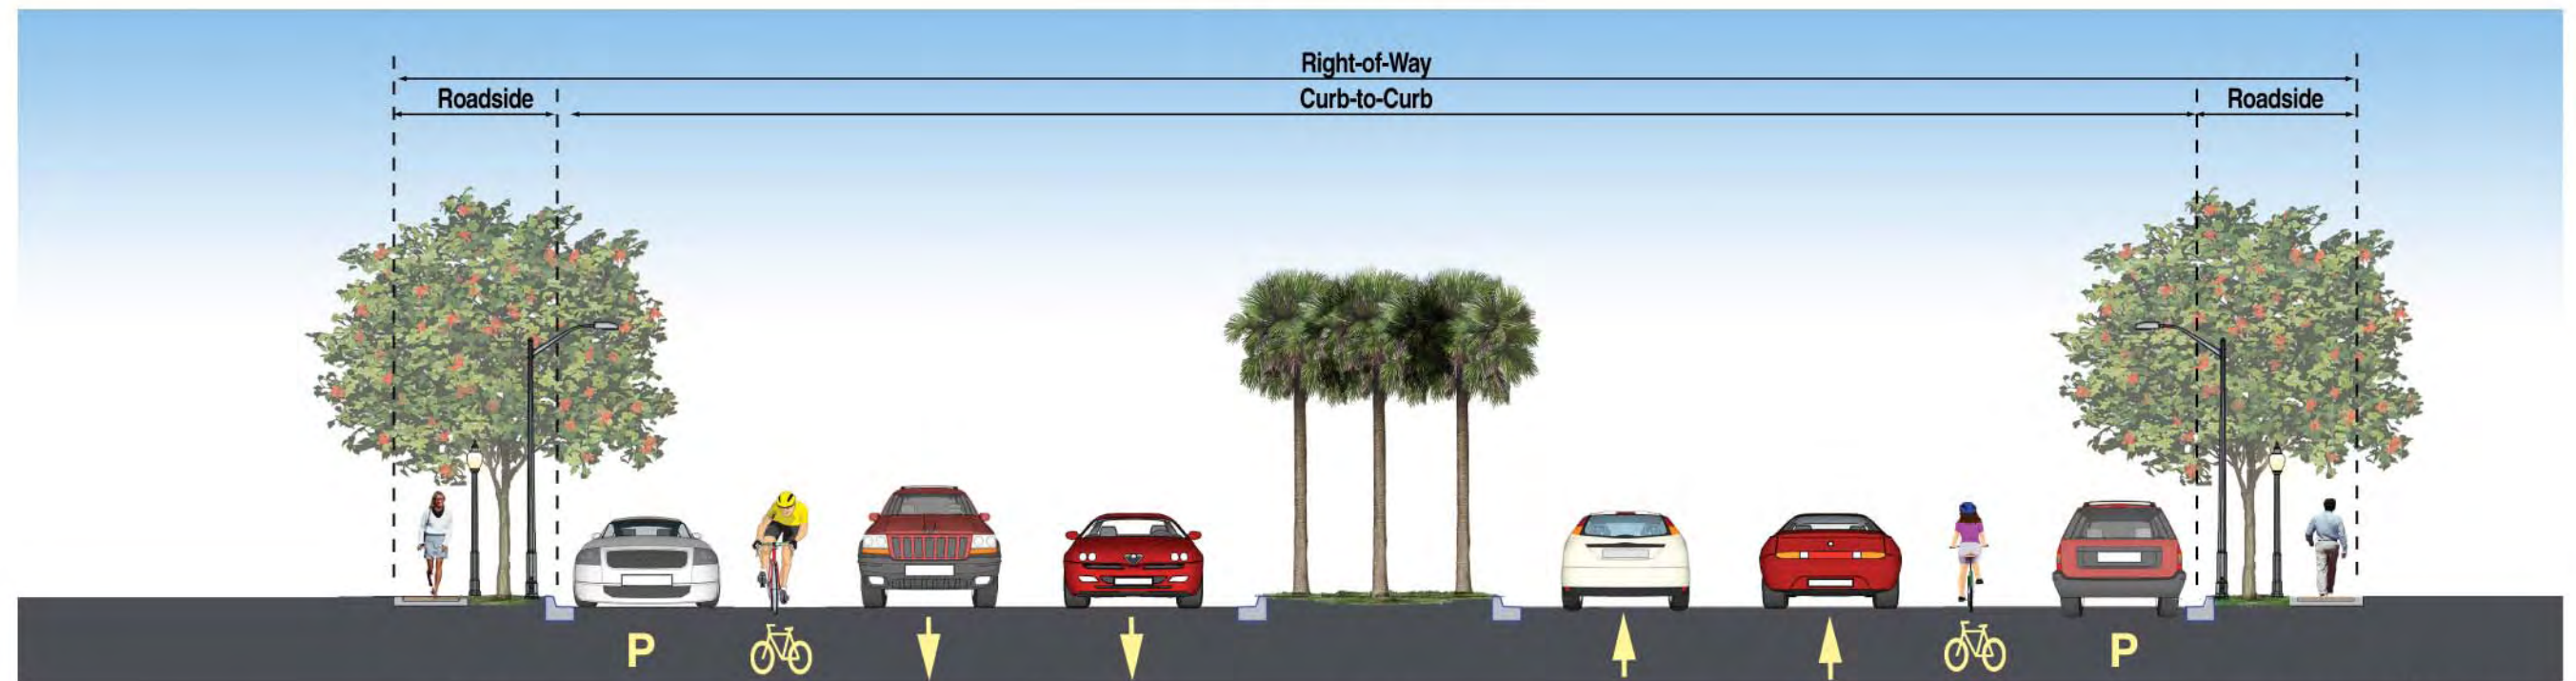 Right-of-Way
Roadside
Curb-to-Curb
Roadside
P
P